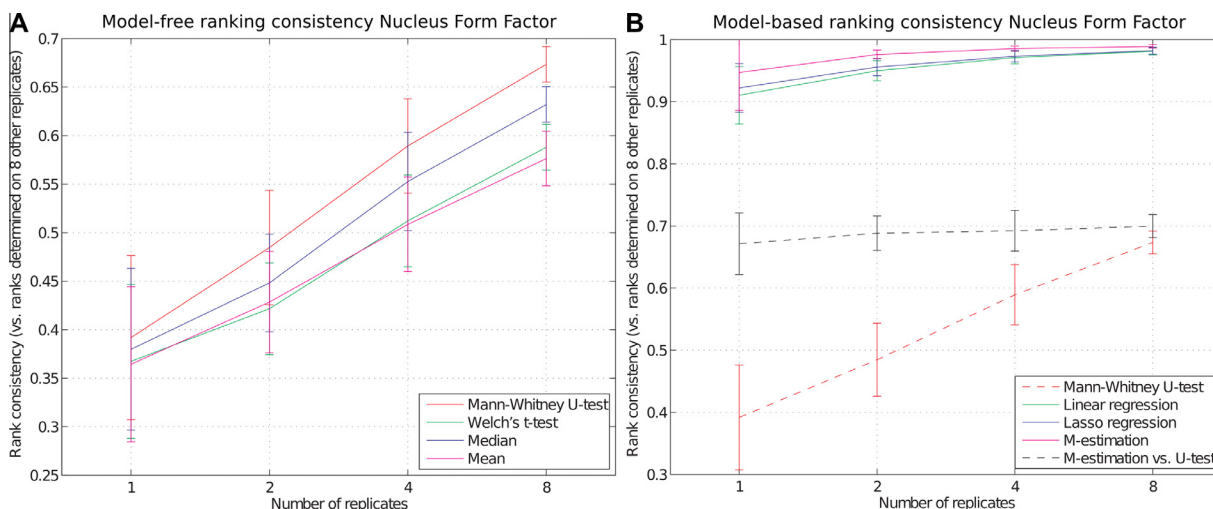 A
Model-free ranking consistency Nucleus Form Factor
Rank consistency (vs. ranks determined on 8 other replicates)
0.7
0.65
0.6
0.55
0.5
0.45
0.4
0.35
0.3
0.25
1
2
4
8
Number of replicates
Mann-Whitney U-test
Welch's t-test
Median
Mean
B
Model-based ranking consistency Nucleus Form Factor
Rank consistency (vs. ranks determined on 8 other replicates)
1
0.9
0.8
0.7
0.6
0.5
0.4
0.3
1
2
4
8
Number of replicates
Mann-Whitney U-test
Linear regression
Lasso regression
M-estimation
M-estimation vs. U-test